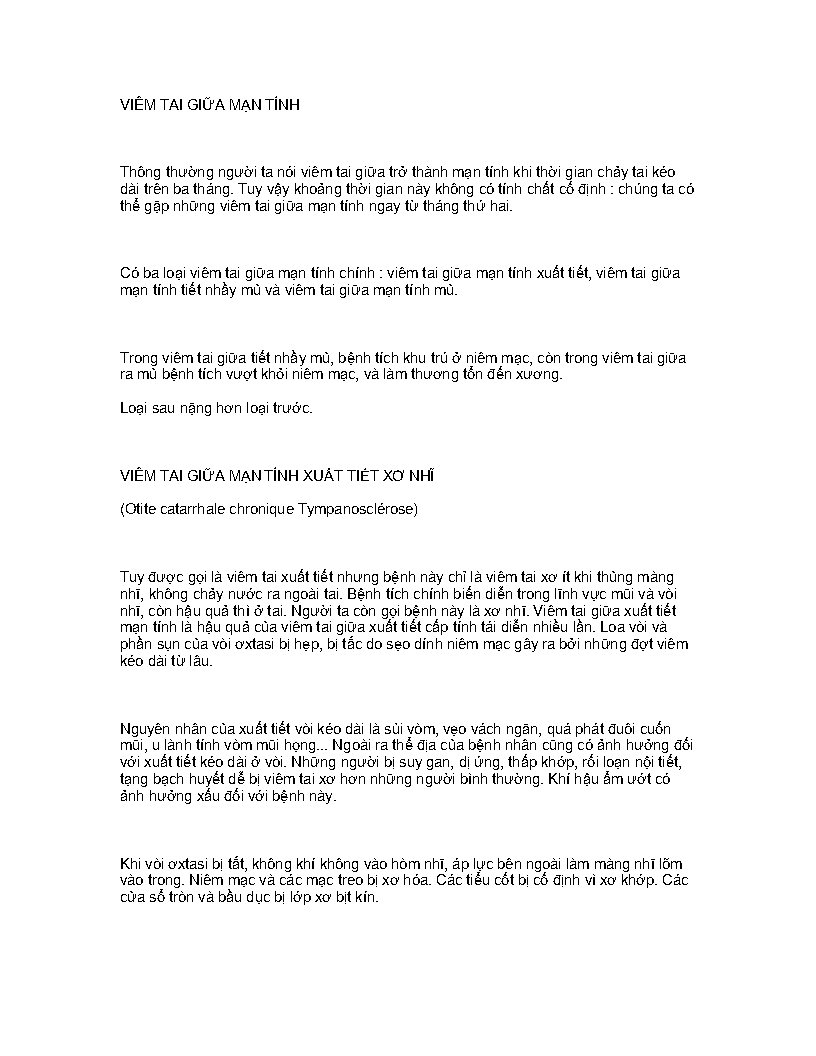 VIÊM TAI GIỮA MẠN TÍNH
Thông thường người ta nói viêm tai giữa trở thành mạn tính khi thời gian chảy tai kéo
dài trên ba tháng. Tuy vậy khoảng thời gian này không có tính chất cố định : chúng ta có
thể gặp những viêm tai giữa mạn tính ngay từ tháng thứ hai.
Có ba loại viêm tai giữa mạn tính chính : viêm tai giữa mạn tính xuất tiết, viêm tai giữa
mạn tính tiết nhầy mủ và viêm tai giữa mạn tính mủ.
Trong viêm tai giữa tiết nhầy mủ, bệnh tích khu trú ở niêm mạc, còn trong viêm tai giữa
ra mủ bệnh tích vượt khỏi niêm mạc, và làm thương tổn đến xương.
Loại sau nặng hơn loại trước.
VIÊM TAI GIỮA MẠN TÍNH XUẤT TIẾT XƠ NHĨ
(Otite catarrhale chronique Tympanosclérose)
Tuy được gọi là viêm tai xuất tiết nhưng bệnh này chỉ là viêm tai xơ ít khi thủng màng
nhĩ, không chảy nước ra ngoài tai. Bệnh tích chính biến diễn trong lĩnh vực mũi và vòi
nhĩ, còn hậu quả thì ở tai. Người ta còn gọi bệnh này là xơ nhĩ. Viêm tai giữa xuất tiết
mạn tính là hậu quả của viêm tai giữa xuất tiết cấp tính tái diễn nhiều lần. Loa vòi và
phần sụn của vòi ơxtasi bị hẹp, bị tắc do sẹo dính niêm mạc gây ra bởi những đợt viêm
kéo dài từ lâu.
Nguyên nhân của xuất tiết vòi kéo dài là sùi vòm, vẹo vách ngăn, quá phát đuôi cuốn
mũi, u lành tính vòm mũi họng... Ngoài ra thể địa của bệnh nhân cũng có ảnh hưởng đối
với xuất tiết kéo dài ở vòi. Những người bị suy gan, dị ứng, thấp khớp, rối loạn nội tiết,
tạng bạch huyết dễ bị viêm tai xơ hơn những người bình thường. Khí hậu ẩm ướt có
ảnh hưởng xấu đối với bệnh này.
Khi vòi ơxtasi bị tắt, không khí không vào hòm nhĩ, áp lực bên ngoài làm màng nhĩ lõm
vào trong. Niêm mạc và các mạc treo bị xơ hóa. Các tiểu cốt bị cố định vì xơ khớp. Các
cửa sổ tròn và bầu dục bị lớp xơ bịt kín.